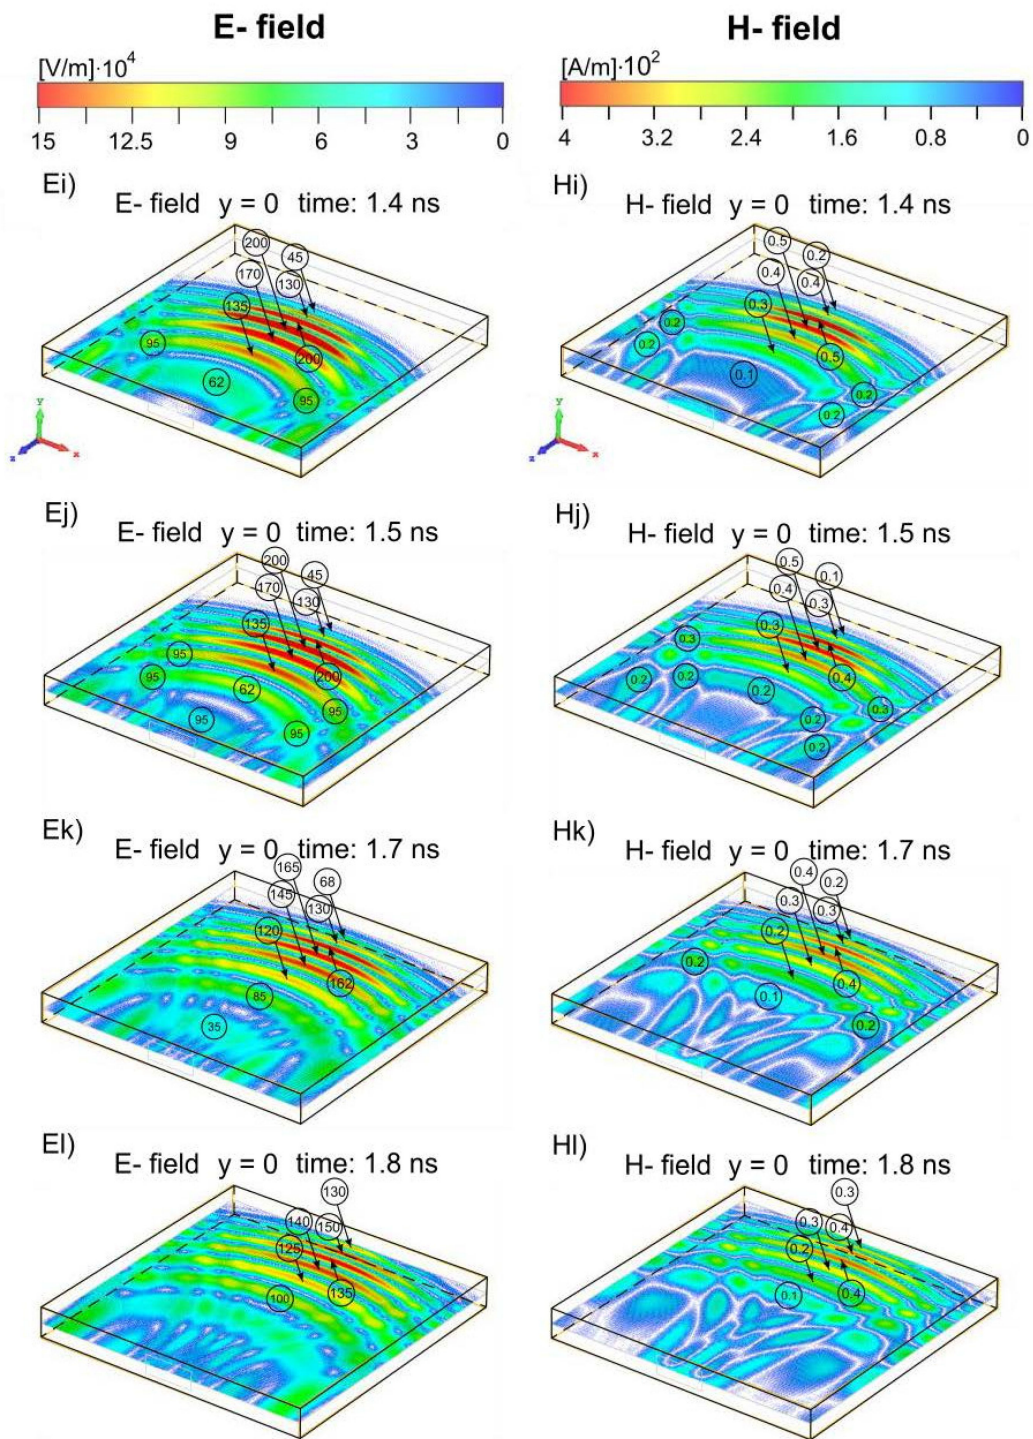 E- field H- field
[V/m]·10⁴ [A/m]·10²
15 12.5 9 6 3 0 4 3.2 2.4 1.6 0.8 0
Ei) Hi)
E- field y = 0 time: 1.4 ns H- field y = 0 time: 1.4 ns
200 45 0.5 0.2
170 130 0.4 0.4
135 0.3
95 200 0.2 0.2 0.5
62 95 0.1 0.2 0.2
Y Y
z x z x
Ej) Hj)
E- field y = 0 time: 1.5 ns H- field y = 0 time: 1.5 ns
200 45 0.5 0.1
170 130 0.4 0.3
135 0.3
95 95 200 0.3 0.2 0.2 0.4
62 95 0.2 0.3
95 95 0.2 0.2
Ek) Hk)
E- field y = 0 time: 1.7 ns H- field y = 0 time: 1.7 ns
165 68 0.4 0.2
145 130 0.3 0.3
120 0.2
162 0.2 0.4
85 0.1
35 0.2
El) Hl)
E- field y = 0 time: 1.8 ns H- field y = 0 time: 1.8 ns
130 0.3
140 150 0.3 0.4
125 0.2
100 135 0.1 0.4